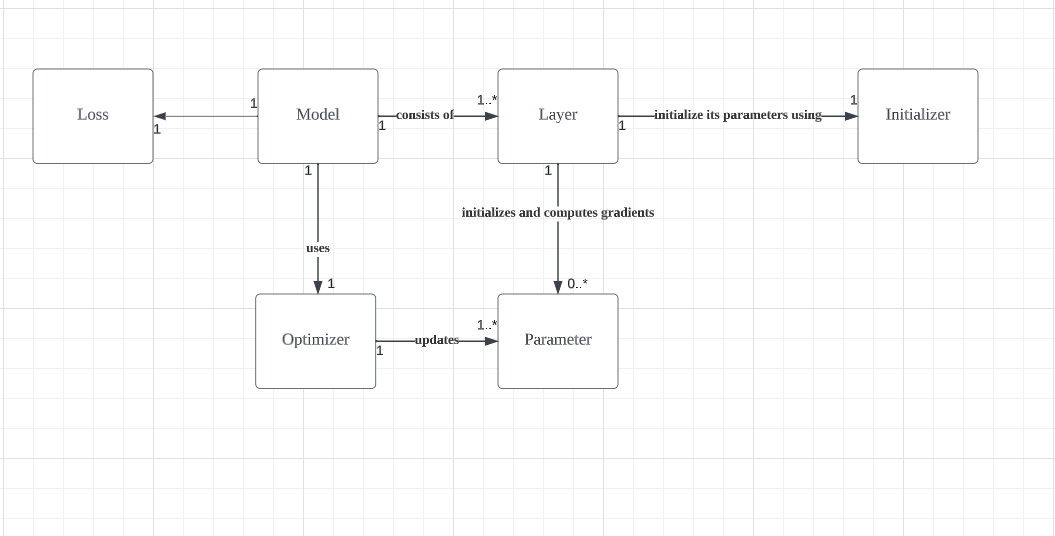 Loss
1
1
Model
1
consists of
1..*
Layer
1
initialize its parameters using
1
Initializer
1
uses
1
1
initializes and computes gradients
0..*
Optimizer
1
updates
1..*
Parameter